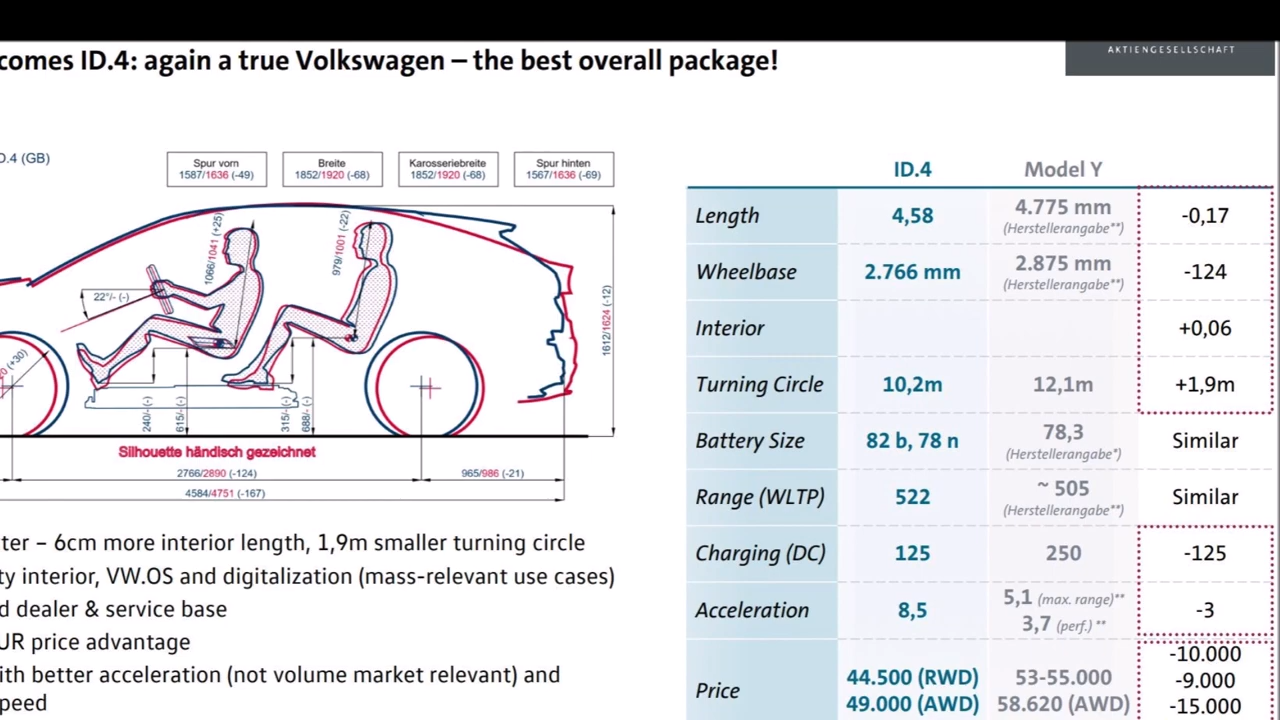 AKTIENGESELLSCHAFT
comes ID.4: again a true Volkswagen – the best overall package!
D.4 (GB)
Spur vorn
1587/1636 (-49)
Breite
1852/1920 (-68)
Karosseriebreite
1852/1920 (-68)
Spur hinten
1567/1636 (-69)
1066/1041 (+25)
979/1001 (-22)
22°/- (-)
1612/1624 (-12)
(+30)
240/- (-)
615/- (-)
315/- (-)
688/- (-)
Silhouette händisch gezeichnet
2766/2890 (-124)
965/986 (-21)
4584/4751 (-167)
ID.4 Model Y
Length 4,58 4.775 mm (Herstellerangabe**) -0,17
Wheelbase 2.766 mm 2.875 mm (Herstellerangabe**) -124
Interior +0,06
Turning Circle 10,2m 12,1m +1,9m
Battery Size 82 b, 78 n 78,3 (Herstellerangabe*) Similar
Range (WLTP) 522 ~ 505 (Herstellerangabe**) Similar
Charging (DC) 125 250 -125
Acceleration 8,5 5,1 (max. range)** 3,7 (perf.) ** -3
Price 44.500 (RWD) 49.000 (AWD) 53-55.000 58.620 (AWD) -10.000 -9.000 -15.000
ter – 6cm more interior length, 1,9m smaller turning circle
ty interior, VW.OS and digitalization (mass-relevant use cases)
d dealer & service base
UR price advantage
ith better acceleration (not volume market relevant) and
peed